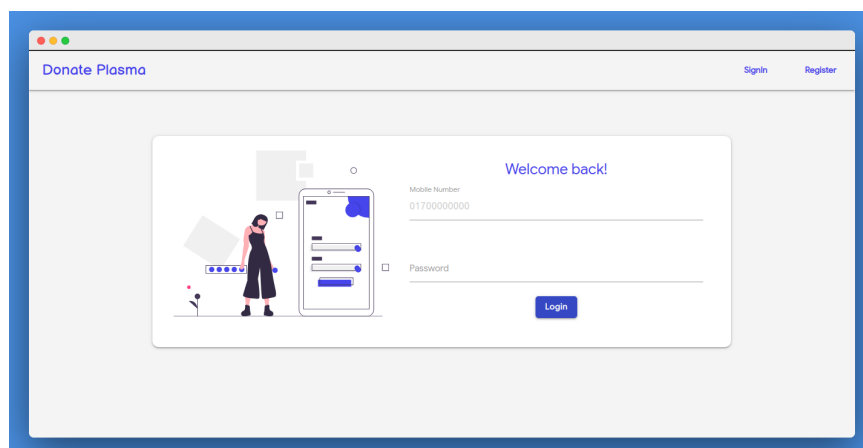 Donate Plasma
SignIn Register
Welcome back!
Mobile Number
01700000000
Password
Login